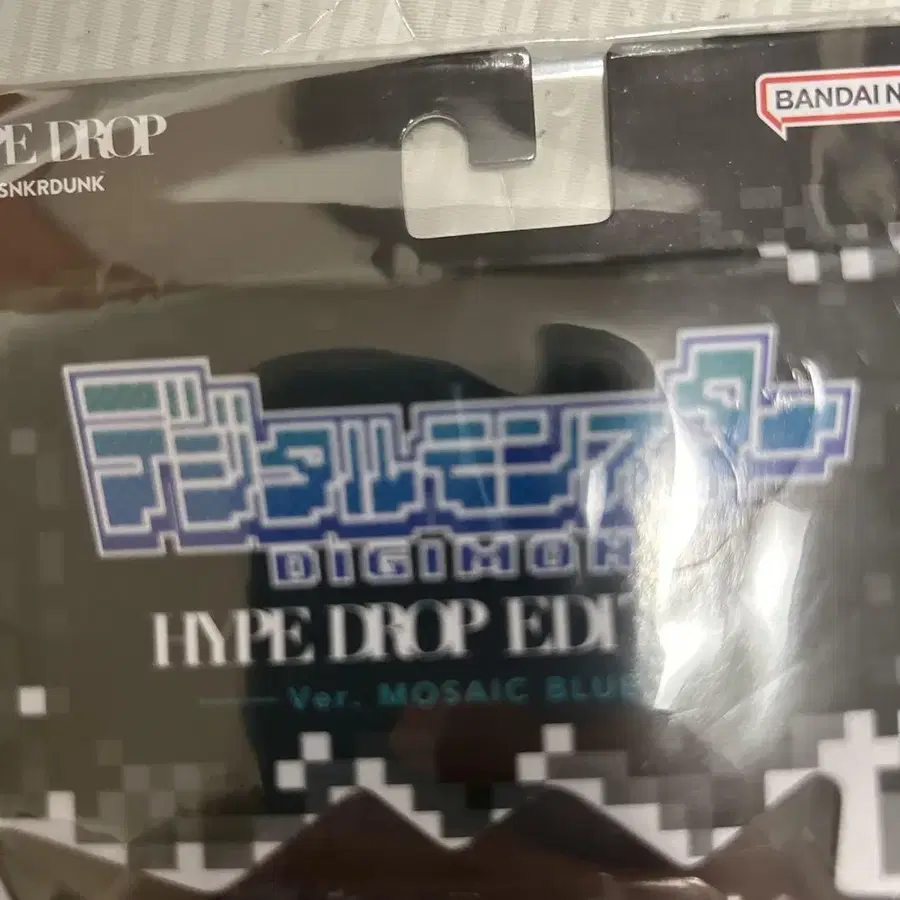 PE DROP
SNKRDUNK
BANDAI N
デジタルモンスター
DIGIMON
HYPE DROP EDI
Ver. MOSAIC BLUE